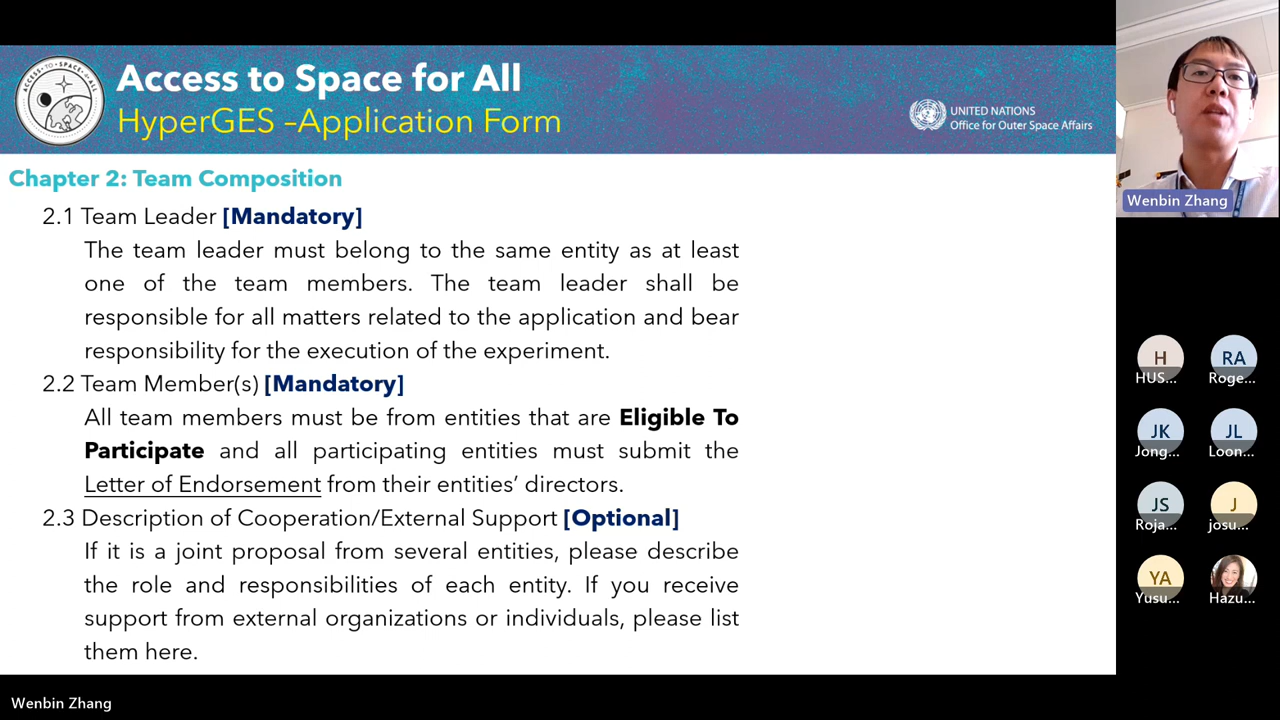 ACCESS TO SPACE 4 ALL
Access to Space for All
HyperGES –Application Form
UNITED NATIONS
Office for Outer Space Affairs
Chapter 2: Team Composition
2.1 Team Leader [Mandatory]
The team leader must belong to the same entity as at least
one of the team members. The team leader shall be
responsible for all matters related to the application and bear
responsibility for the execution of the experiment.
2.2 Team Member(s) [Mandatory]
All team members must be from entities that are Eligible To
Participate and all participating entities must submit the
Letter of Endorsement from their entities’ directors.
2.3 Description of Cooperation/External Support [Optional]
If it is a joint proposal from several entities, please describe
the role and responsibilities of each entity. If you receive
support from external organizations or individuals, please list
them here.
Wenbin Zhang
H
HUS...
RA
Roge...
JK
Jong...
JL
Loon...
JS
Roja...
J
josu...
YA
Yusu...
Hazu...
Wenbin Zhang